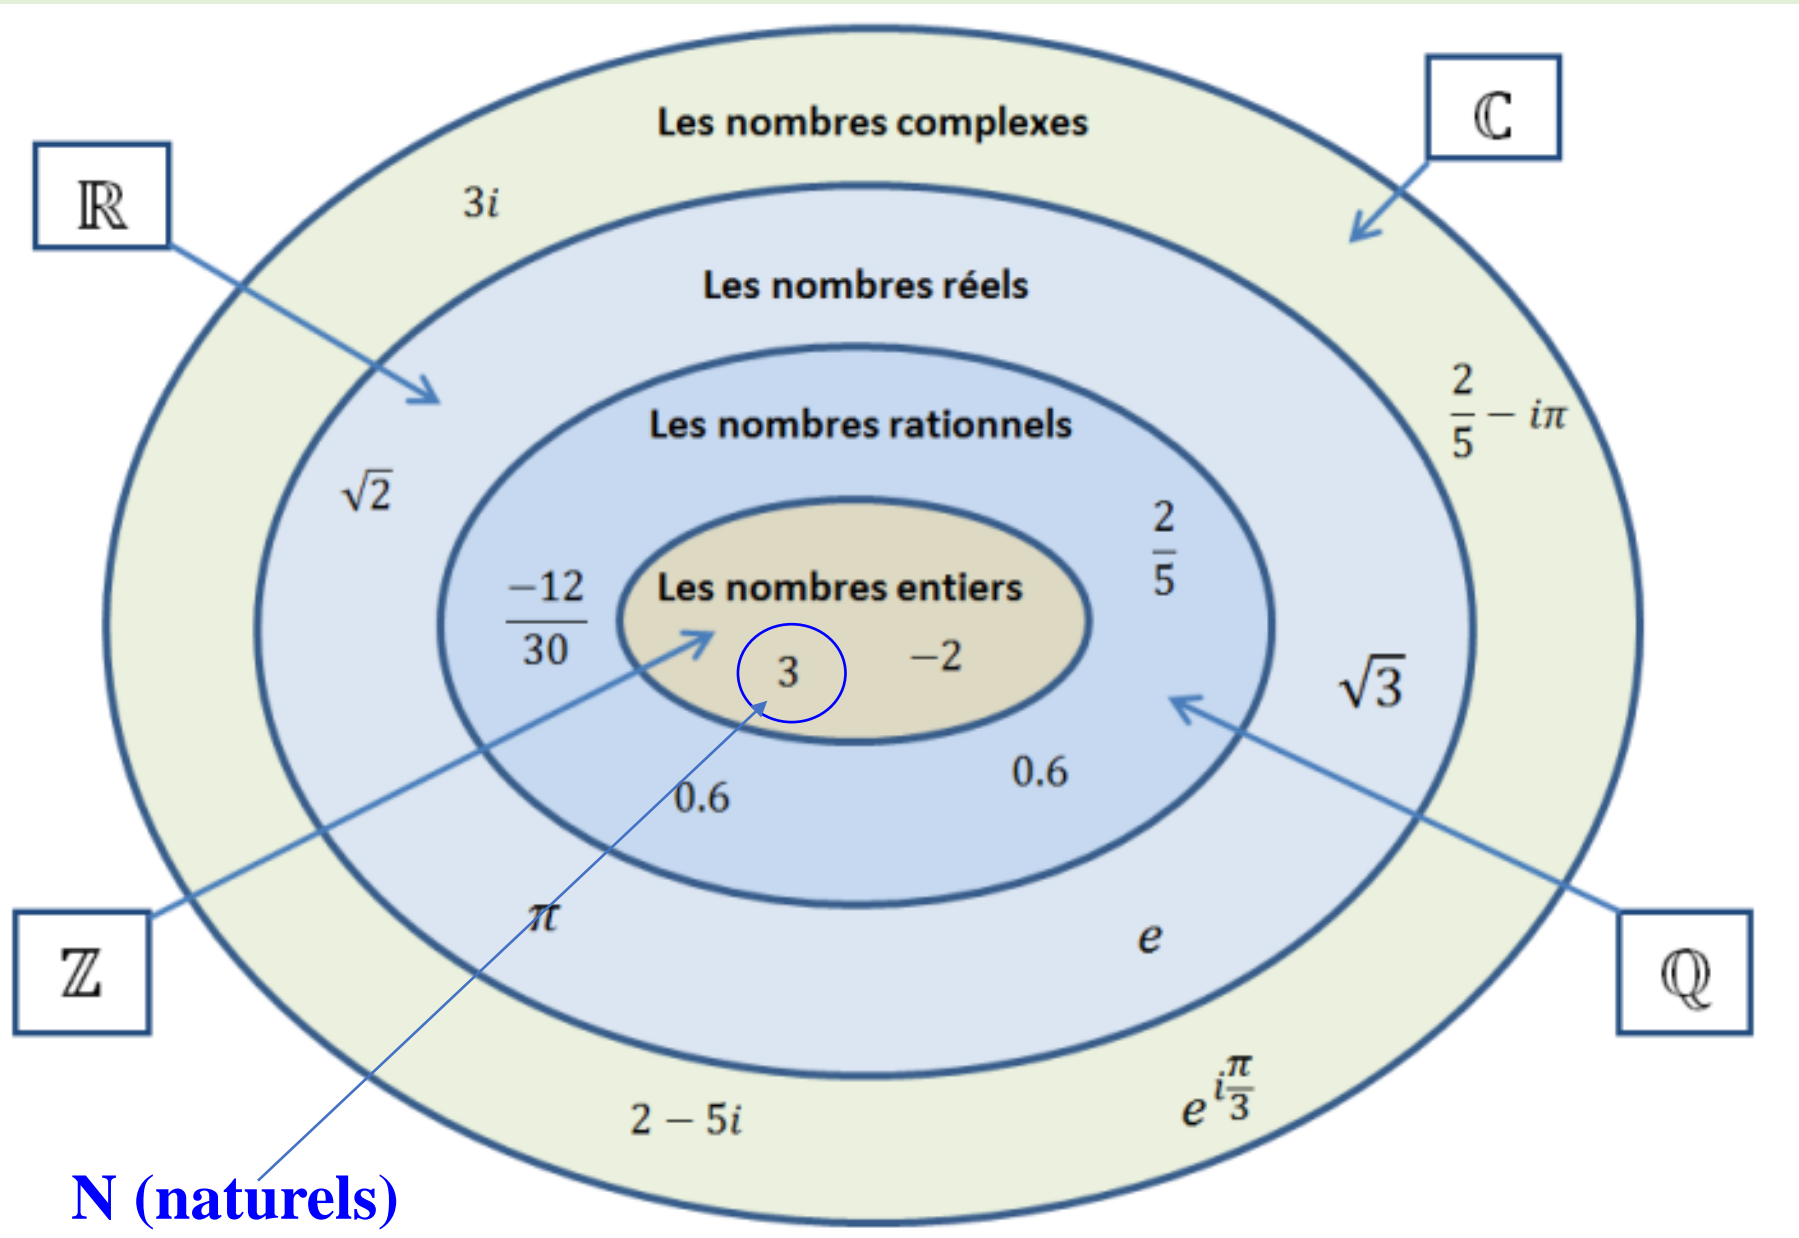 Les nombres complexes
ℂ
ℝ
3i
Les nombres réels
2/5 − iπ
Les nombres rationnels
√2
2/5
−12/30
Les nombres entiers
3
−2
√3
0.6
0.6
π
e
ℤ
ℚ
2 − 5i
e^{iπ/3}
N (naturels)